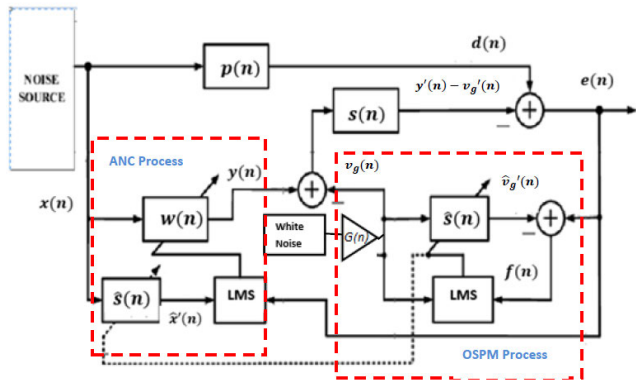 d(n)
e(n)
NOISE
SOURCE
p(n)
y′(n) − v_g′(n)
s(n)
ANC Process
y(n)
v_g(n)
v̂_g′(n)
x(n)
w(n)
White
Noise
G(n)
ŝ(n)
f(n)
ŝ(n)
x̂′(n)
LMS
LMS
OSPM Process